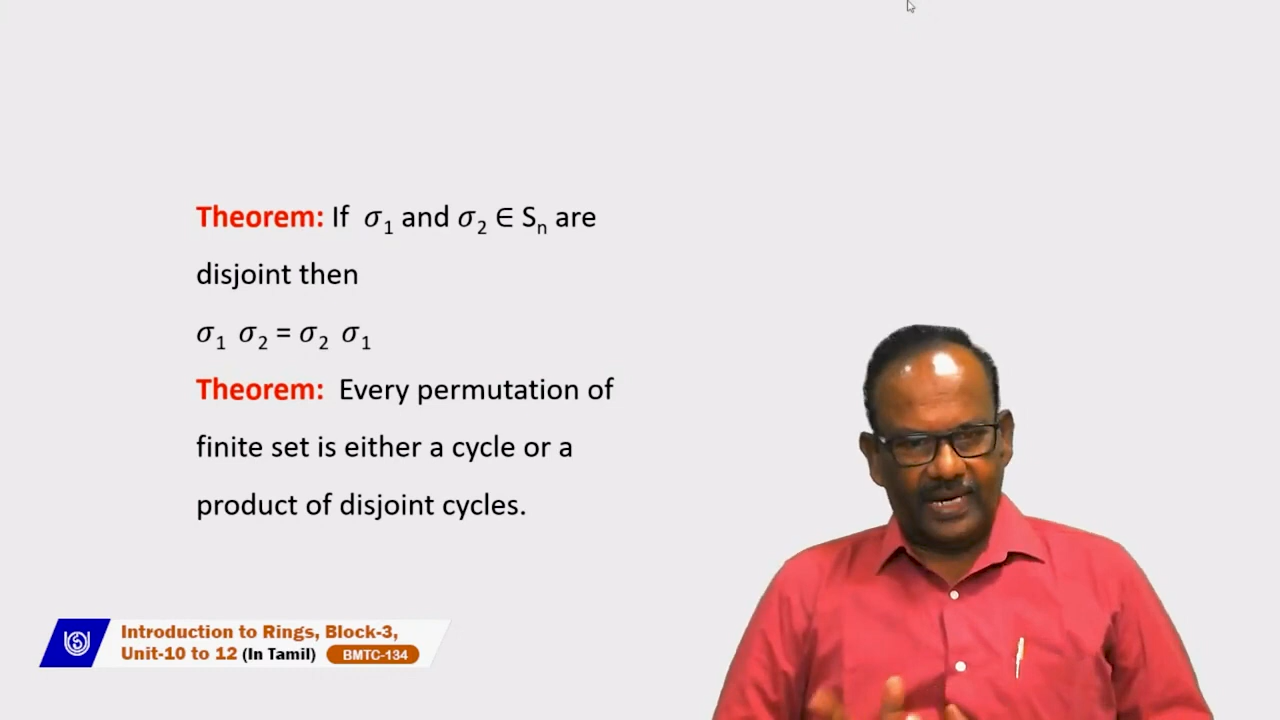 Theorem: If σ₁ and σ₂ ∈ Sₙ are
disjoint then
σ₁ σ₂ = σ₂ σ₁
Theorem: Every permutation of
finite set is either a cycle or a
product of disjoint cycles.
Introduction to Rings, Block-3,
Unit-10 to 12 (In Tamil) BMTC-134